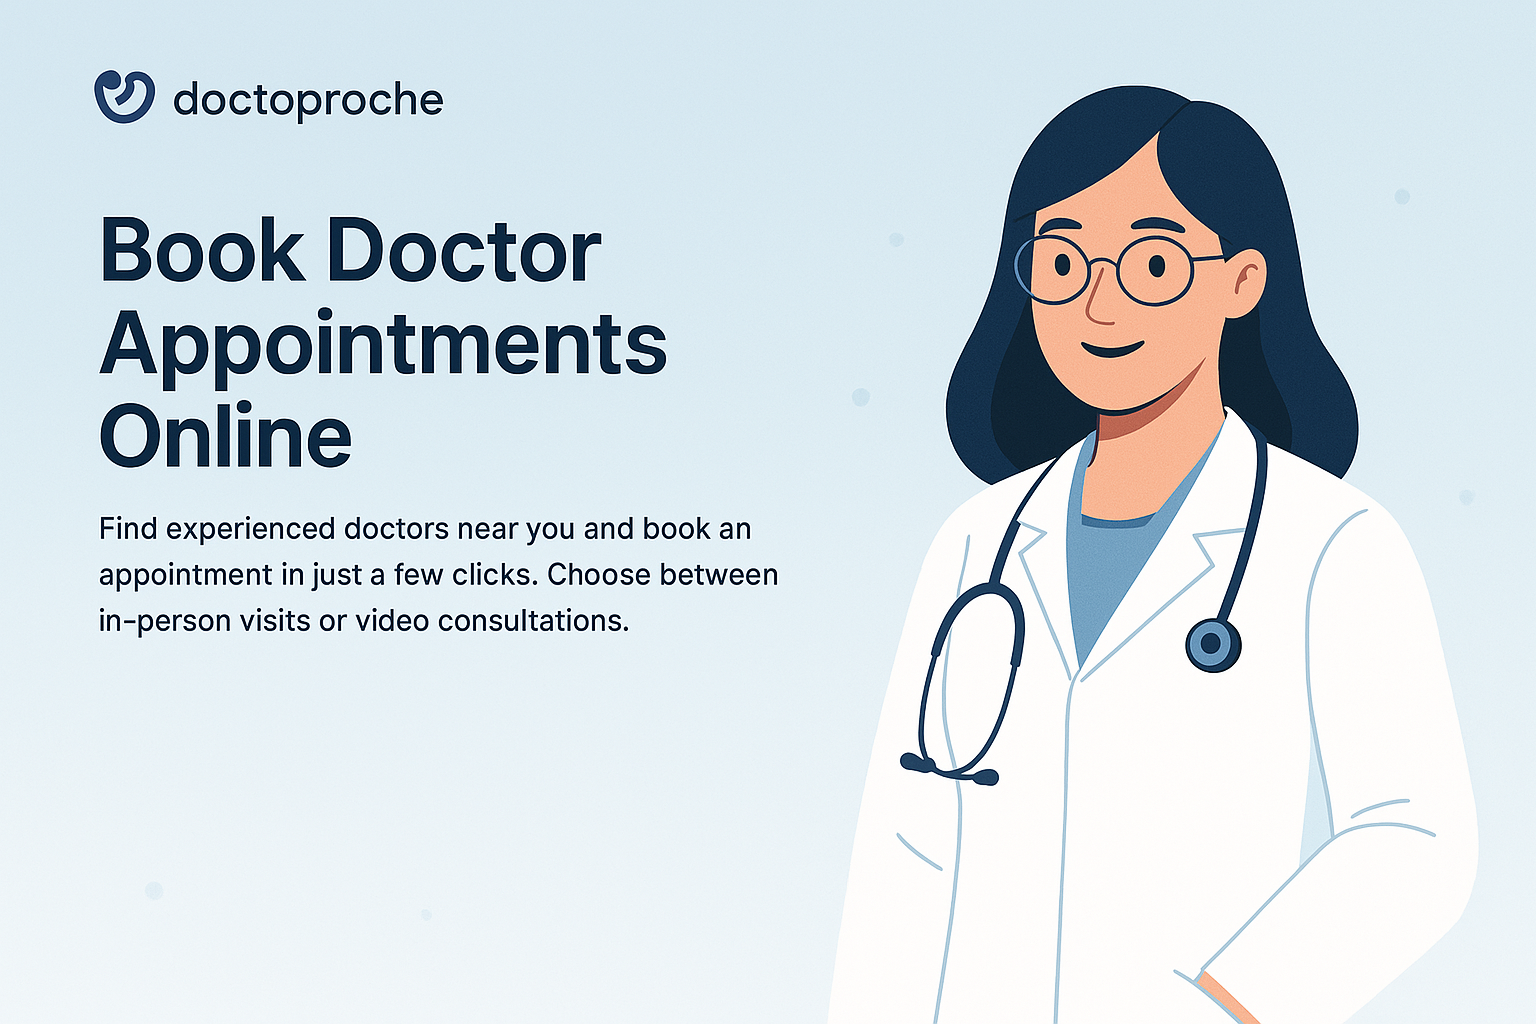 doctoproche
Book Doctor
Appointments
Online
Find experienced doctors near you and book an
appointment in just a few clicks. Choose between
in-person visits or video consultations.